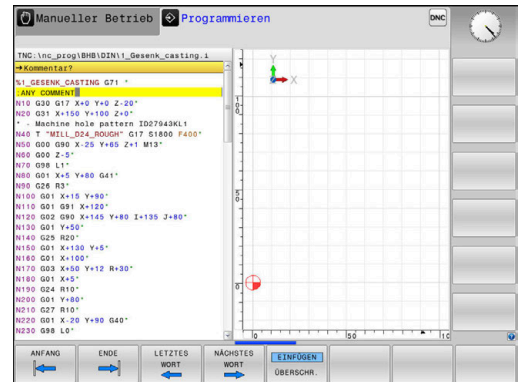 Manueller Betrieb
Programmieren
DNC
TNC:\nc_prog\BHB\DIN\1_Gesenk_casting.i
→Kommentar?
%1_GESENK_CASTING G71 *
;ANY COMMENT
N10 G30 G17 X+0 Y+0 Z-20*
N20 G31 X+150 Y+100 Z+0*
* - Machine hole pattern ID27943KL1
N40 T "MILL_D24_ROUGH" G17 S1800 F400*
N50 G00 G90 X-25 Y+65 Z+1 M13*
N60 G00 Z-5*
N70 G98 L1*
N80 G01 X+5 Y+80 G41*
N90 G26 R3*
N100 G01 X+15 Y+90*
N110 G01 G91 X+120*
N120 G02 G90 X+145 Y+80 I+135 J+80*
N130 G01 Y+50*
N140 G25 R20*
N150 G01 X+130 Y+5*
N160 G01 X+100*
N170 G03 X+50 Y+12 R+30*
N180 G01 X+5*
N190 G24 R10*
N200 G01 Y+80*
N210 G27 R10*
N220 G01 X-20 Y+90 G40*
N230 G98 L0*
Y
X
100
50
0
0
50
10
ANFANG
ENDE
LETZTES
WORT
NÄCHSTES
WORT
EINFÜGEN
ÜBERSCHR.